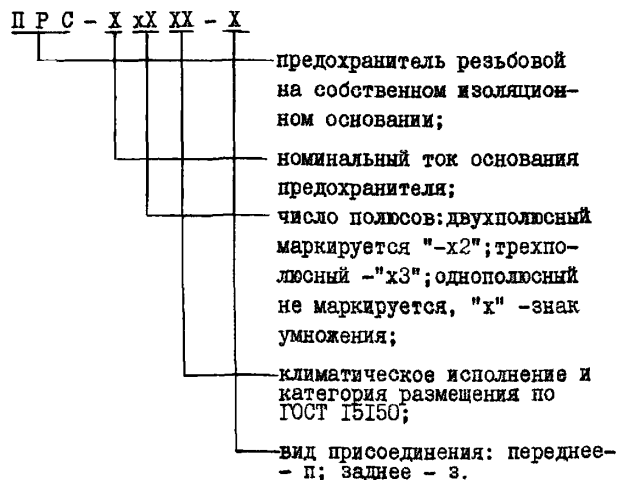 П Р С - Х хХ ХХ - Х
предохранитель резьбовой
на собственном изоляцион-
ном основании;
номинальный ток основания
предохранителя;
число полюсов:двухполюсный
маркируется "-х2";трехпо-
люсный -"х3";однополюсный
не маркируется, "х" -знак
умножения;
климатическое исполнение и
категория размещения по
ГОСТ 15150;
вид присоединения: переднее-
- п; заднее - з.